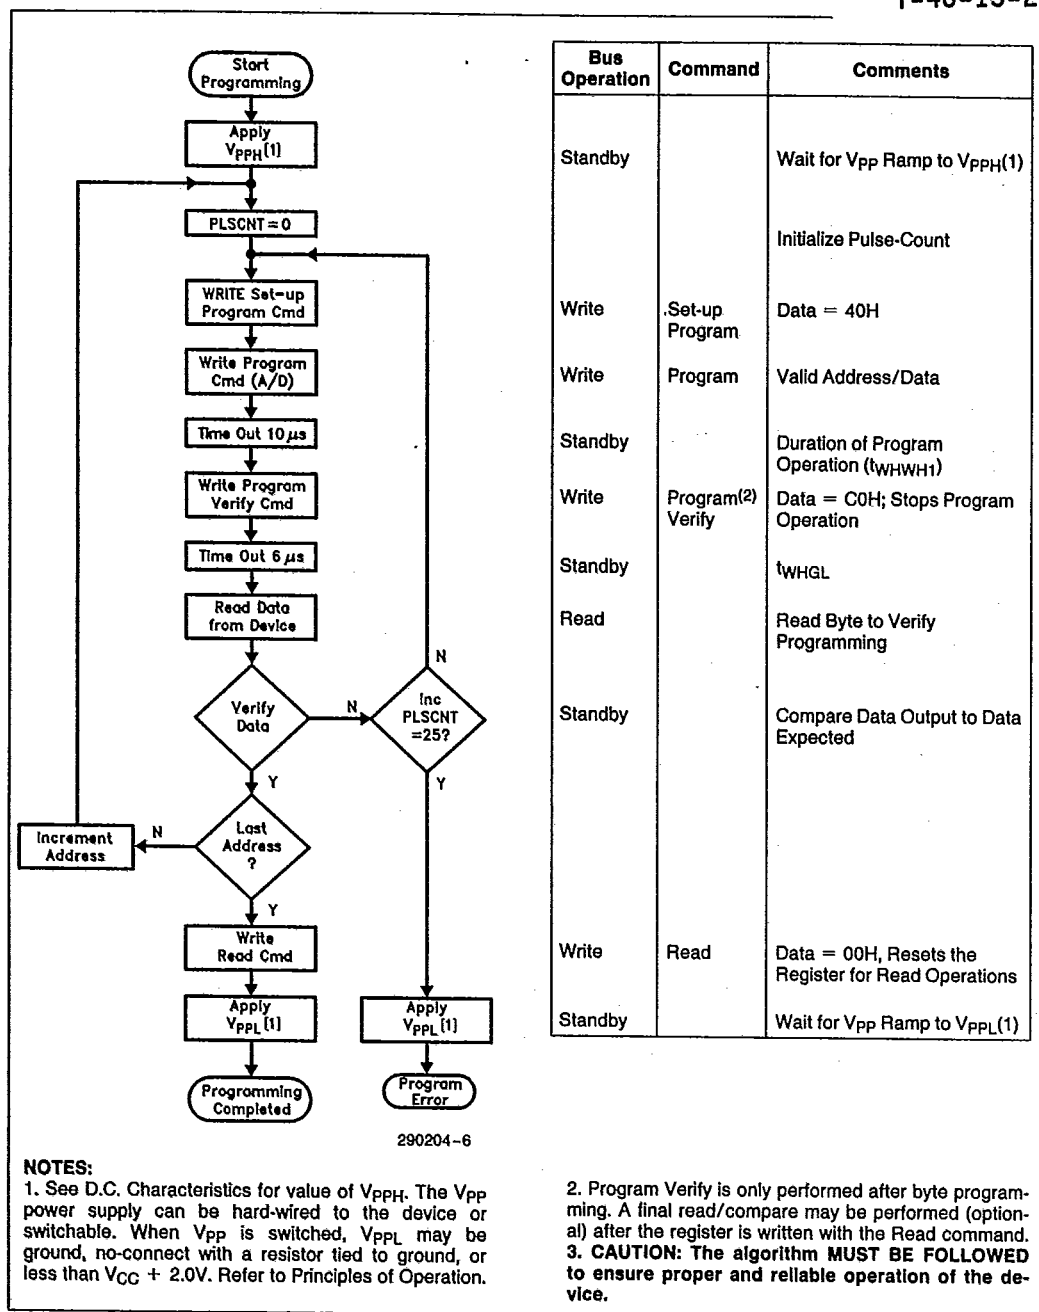 Start
Programming
Apply
VPPH[1]
PLSCNT=0
WRITE Set-up
Program Cmd
Write Program
Cmd (A/D)
Time Out 10 µs
Write Program
Verify Cmd
Time Out 6 µs
Read Data
from Device
Verify
Data
N
Inc
PLSCNT
=25?
N
Y
Y
Last
Address
?
N
Increment
Address
Y
Write
Read Cmd
Apply
VPPL[1]
Apply
VPPL[1]
Programming
Completed
Program
Error
290204-6
Bus
Operation
Command
Comments
Standby
Wait for VPP Ramp to VPPH(1)
Initialize Pulse-Count
Write
Set-up
Program
Data = 40H
Write
Program
Valid Address/Data
Standby
Duration of Program
Operation (tWHWH1)
Write
Program(2)
Verify
Data = C0H; Stops Program
Operation
Standby
tWHGL
Read
Read Byte to Verify
Programming
Standby
Compare Data Output to Data
Expected
Write
Read
Data = 00H, Resets the
Register for Read Operations
Standby
Wait for VPP Ramp to VPPL(1)
NOTES:
1. See D.C. Characteristics for value of VPPH. The VPP
power supply can be hard-wired to the device or
switchable. When VPP is switched, VPPL may be
ground, no-connect with a resistor tied to ground, or
less than VCC + 2.0V. Refer to Principles of Operation.
2. Program Verify is only performed after byte program-
ming. A final read/compare may be performed (option-
al) after the register is written with the Read command.
3. CAUTION: The algorithm MUST BE FOLLOWED
to ensure proper and reliable operation of the de-
vice.